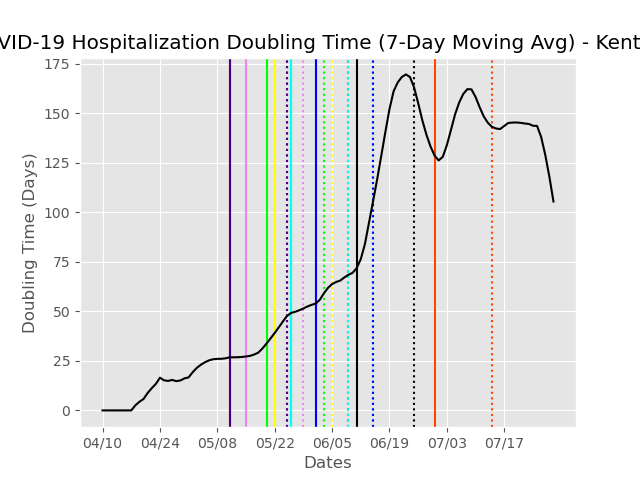 VID-19 Hospitalization Doubling Time (7-Day Moving Avg) - Kent
175
150
125
100
75
50
25
0
Doubling Time (Days)
04/10 04/24 05/08 05/22 06/05 06/19 07/03 07/17
Dates